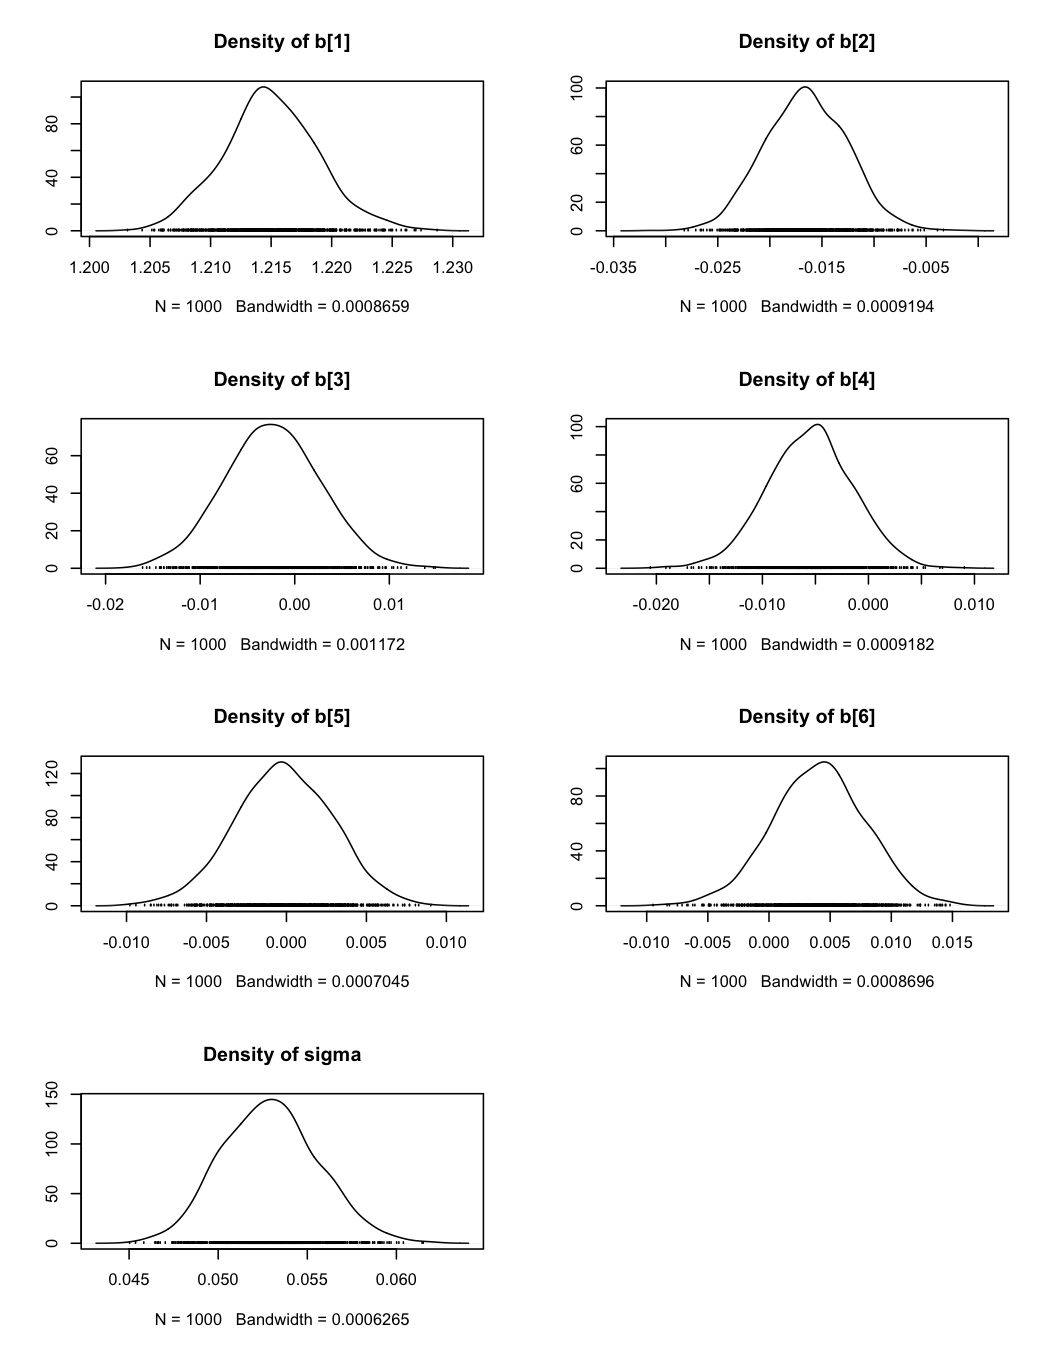 Density of b[1]
80
40
0
1.200 1.205 1.210 1.215 1.220 1.225 1.230
N = 1000 Bandwidth = 0.0008659
Density of b[2]
100
60
20
0
-0.035 -0.025 -0.015 -0.005
N = 1000 Bandwidth = 0.0009194
Density of b[3]
60
40
20
0
-0.02 -0.01 0.00 0.01
N = 1000 Bandwidth = 0.001172
Density of b[4]
100
60
20
0
-0.020 -0.010 0.000 0.010
N = 1000 Bandwidth = 0.0009182
Density of b[5]
120
80
40
0
-0.010 -0.005 0.000 0.005 0.010
N = 1000 Bandwidth = 0.0007045
Density of b[6]
80
40
0
-0.010 -0.005 0.000 0.005 0.010 0.015
N = 1000 Bandwidth = 0.0008696
Density of sigma
150
100
50
0
0.045 0.050 0.055 0.060
N = 1000 Bandwidth = 0.0006265